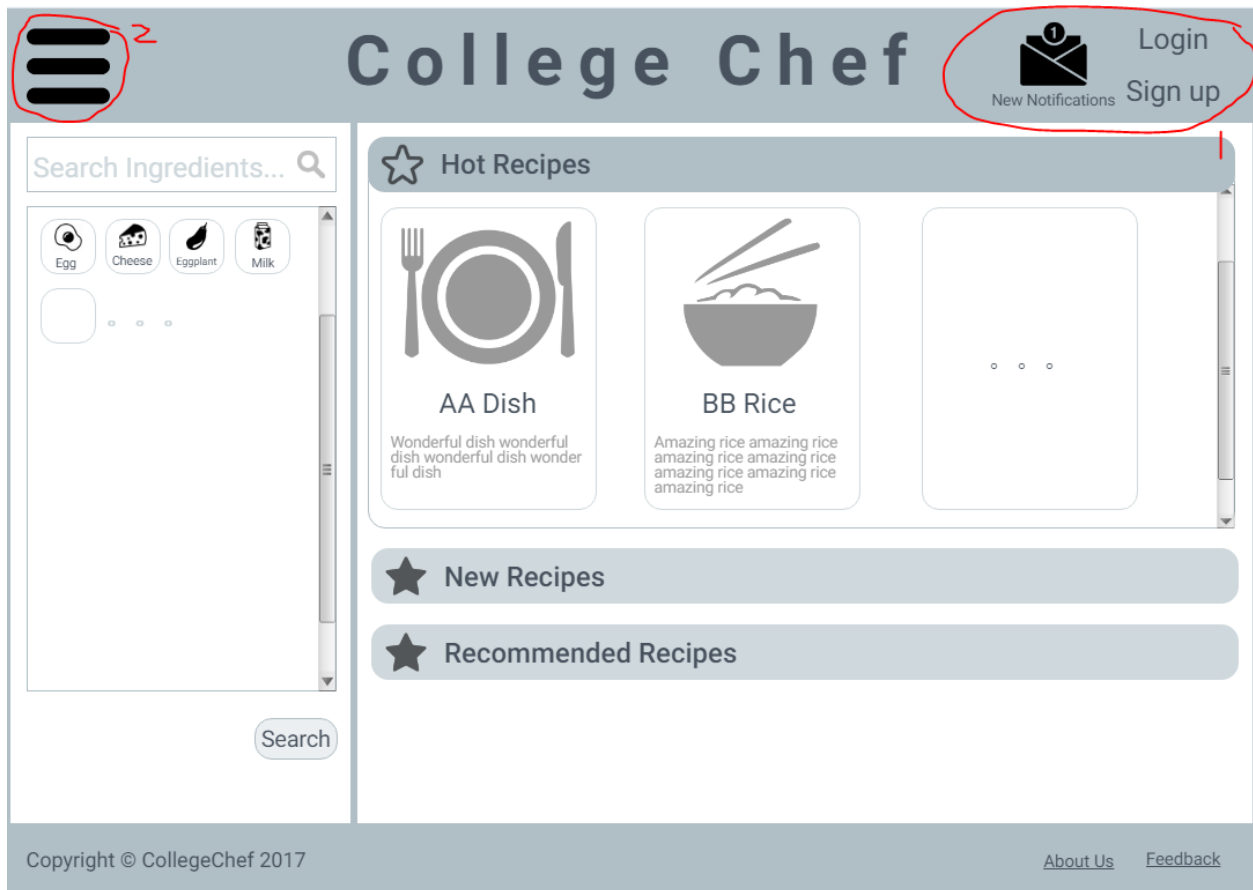 2
College Chef
1
New Notifications
Login
Sign up
1
Search Ingredients...
Egg
Cheese
Eggplant
Milk
Search
Hot Recipes
AA Dish
Wonderful dish wonderful
dish wonderful dish wonder
ful dish
BB Rice
Amazing rice amazing rice
amazing rice amazing rice
amazing rice amazing rice
amazing rice
New Recipes
Recommended Recipes
Copyright © CollegeChef 2017
About Us
Feedback